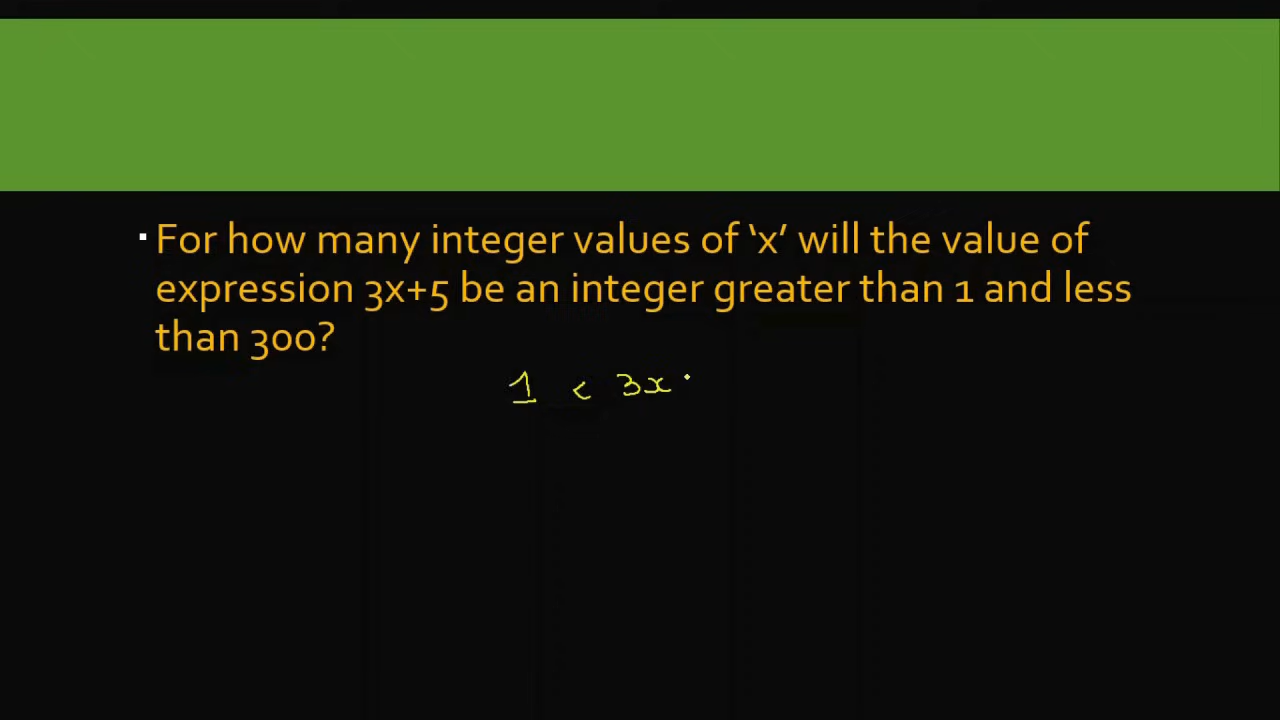 For how many integer values of ‘x’ will the value of
expression 3x+5 be an integer greater than 1 and less
than 300?
1 < 3x